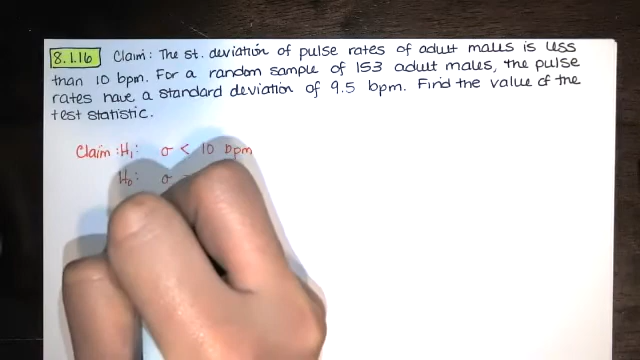 8.1.16 Claim: The st. deviation of pulse rates of adult males is less
than 10 bpm. For a random sample of 153 adult males, the pulse
rates have a standard deviation of 9.5 bpm. Find the value of the
test statistic.
Claim: H₁: σ < 10 bpm
H₀: σ